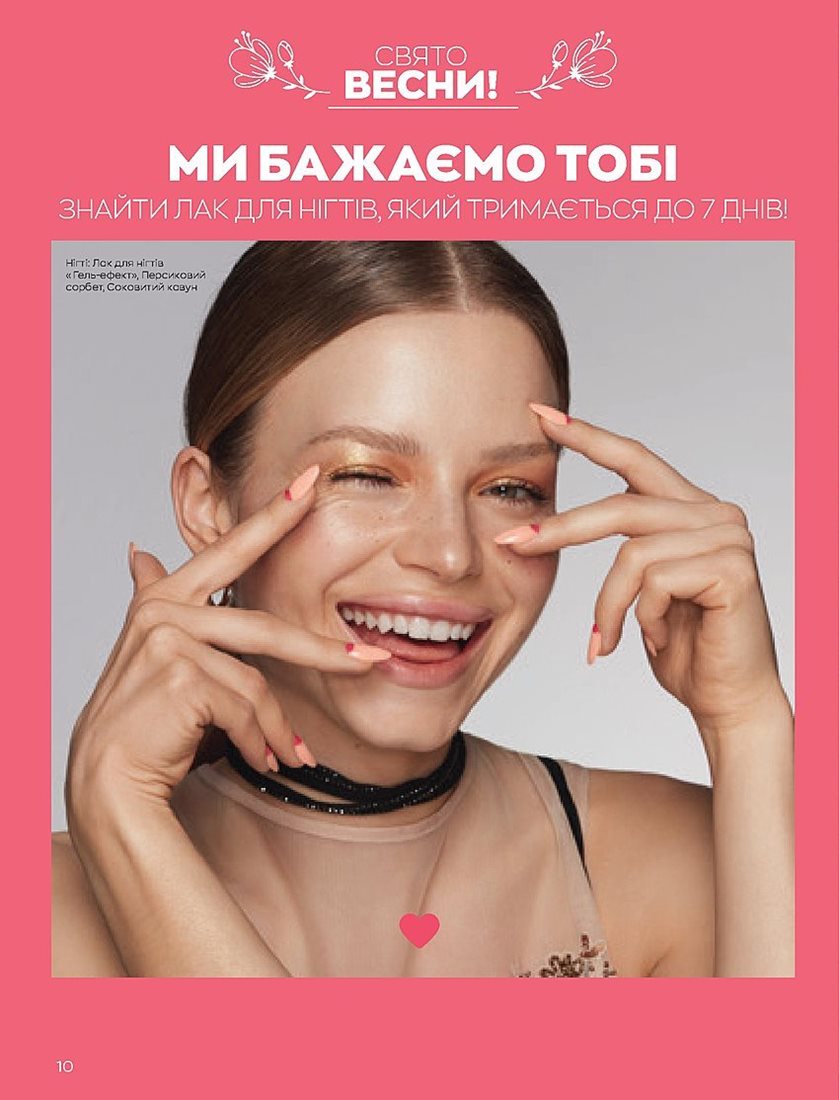 СВЯТО
ВЕСНИ!
МИ БАЖАЄМО ТОБІ
ЗНАЙТИ ЛАК ДЛЯ НІГТІВ, ЯКИЙ ТРИМАЄТЬСЯ ДО 7 ДНІВ!
Нігті: Лак для нігтів
«Гель-ефект», Персиковий
сорбет, Соковитий кавун
10